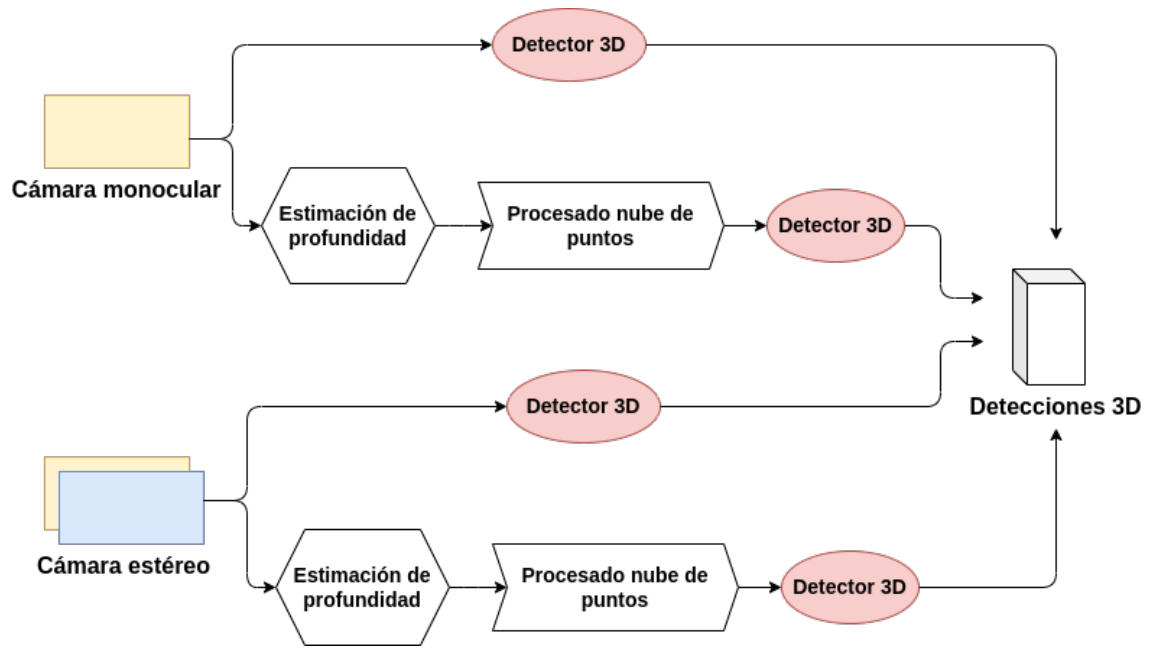 Detector 3D
Cámara monocular
Estimación de
profundidad
Procesado nube de
puntos
Detector 3D
Detector 3D
Detecciones 3D
Cámara estéreo
Estimación de
profundidad
Procesado nube de
puntos
Detector 3D